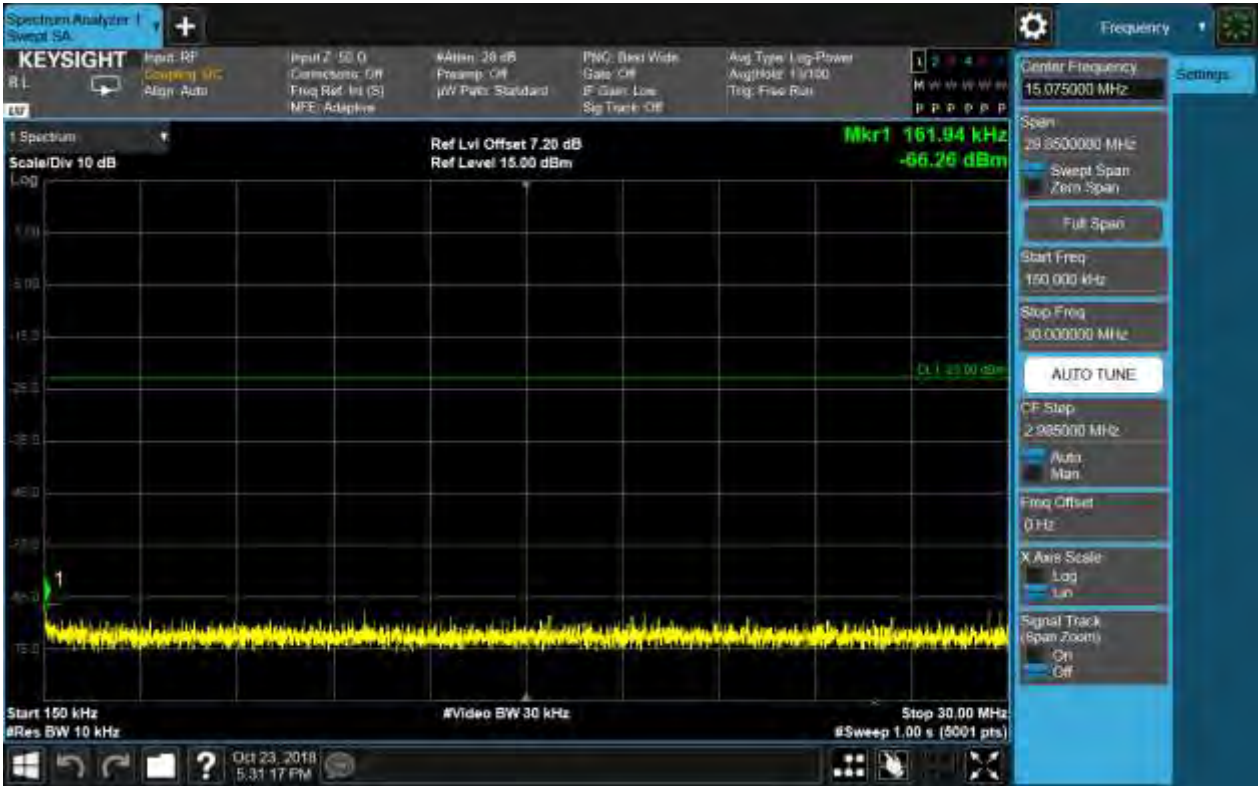 Spectrum Analyzer 1
Swept SA
Frequency
KEYSIGHT
RL
Input: RF
Coupling: DC
Align: Auto
Input Z: 50 Ω
Corrections: Off
Freq Ref: Int (S)
NFE: Adaptive
#Atten: 28 dB
Preamp: Off
µW Path: Standard
PNO: Best Wide
Gate: Off
IF Gain: Low
Sig Track: Off
Avg Type: Log-Power
Avg|Hold: 13/100
Trig: Free Run
M W W W W W
P P P P P P
1 Spectrum
Scale/Div 10 dB
Log
Ref Lvl Offset 7.20 dB
Ref Level 15.00 dBm
Mkr1 161.94 kHz
-66.26 dBm
1
Start 150 kHz
#Res BW 10 kHz
#Video BW 30 kHz
Stop 30.00 MHz
#Sweep 1.00 s (5001 pts)
Oct 23, 2018
5:31:17 PM
Center Frequency
15.075000 MHz
Settings
Span
29.8500000 MHz
Swept Span
Zero Span
Full Span
Start Freq
150.000 kHz
Stop Freq
30.000000 MHz
AUTO TUNE
CF Step
2.985000 MHz
Auto
Man
Freq Offset
0 Hz
X Axis Scale
Log
Lin
Signal Track
(Span Zoom)
On
Off